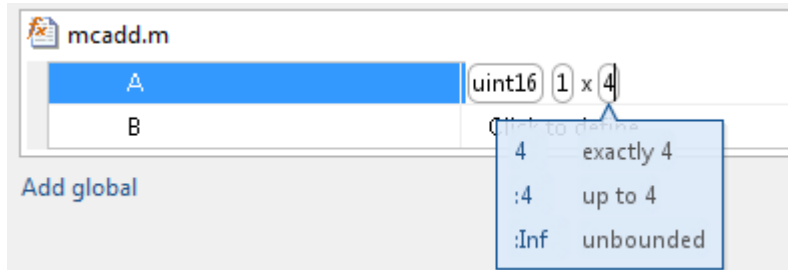 mcadd.m
A uint16 1 x 4
B Click to define
4 exactly 4
:4 up to 4
:Inf unbounded
Add global